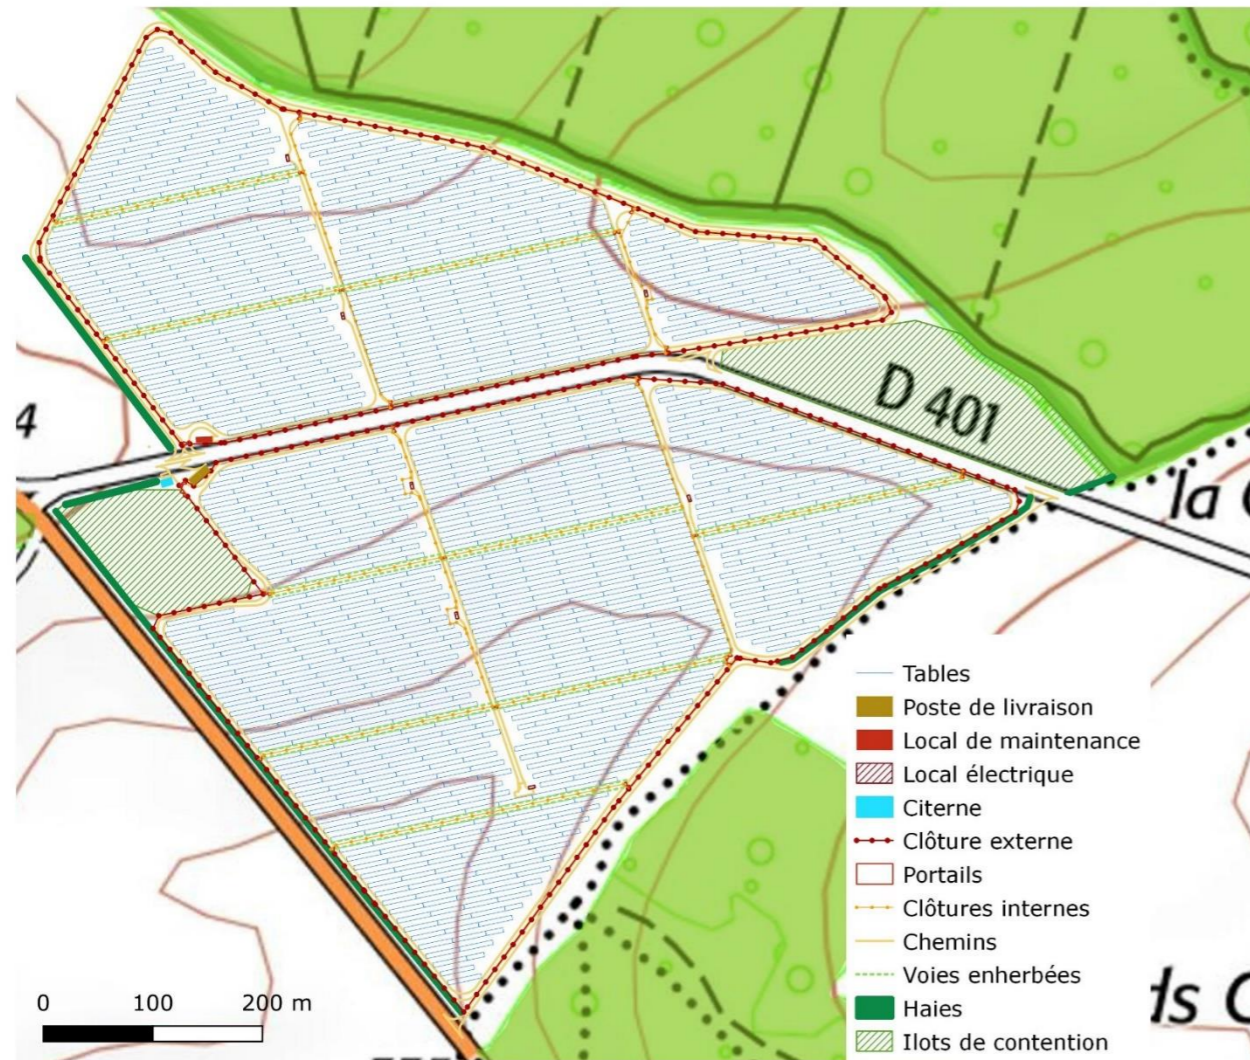 D 401
4
la
Tables
Poste de livraison
Local de maintenance
Local électrique
Citerne
Clôture externe
Portails
Clôtures internes
Chemins
Voies enherbées
Haies
Ilots de contention
0 100 200 m
ds